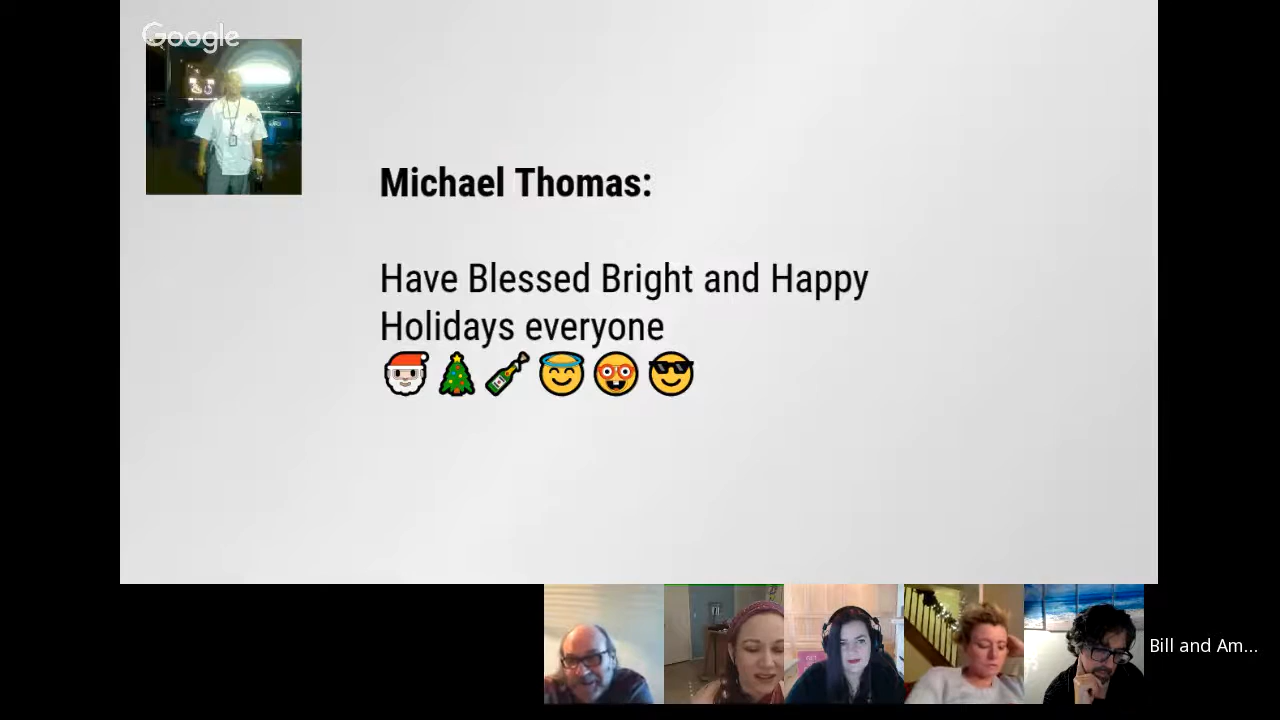 Google
Michael Thomas:
Have Blessed Bright and Happy
Holidays everyone
🎅🎄🍾😇🤓😎
Bill and Am...